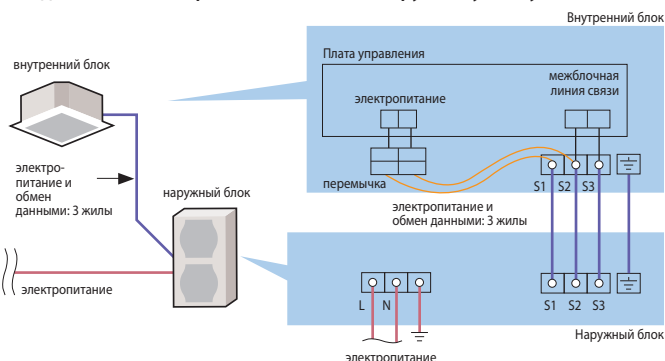 Внутренний блок
Плата управления
внутренний блок
межблочная
линия связи
электропитание
перемычка
S1 S2 S3
электро-
питание и
обмен
данными: 3 жилы
наружный блок
электропитание и
обмен данными: 3 жилы
электропитание
L N
S1 S2 S3
Наружный блок
электропитание